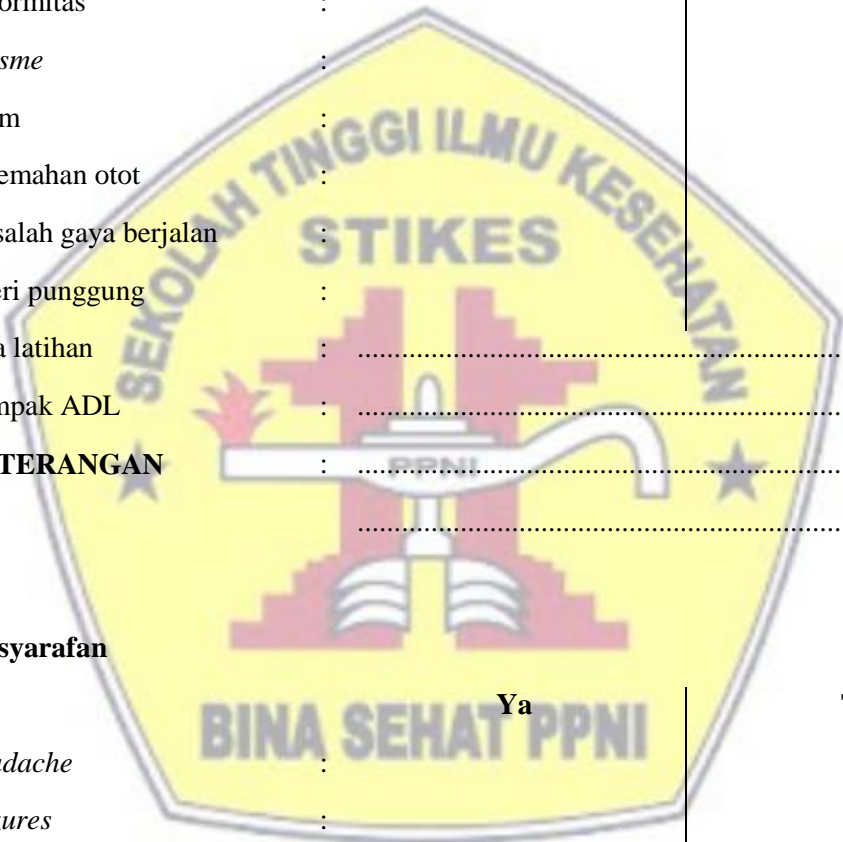 ormitas :
sme :
m :
emahan otot :
salah gaya berjalan :
eri punggung :
a latihan : ....................................................................................
mpak ADL : ....................................................................................
TERANGAN : ....................................................................................
....................................................................................
syarafan
Ya
adache :
ures :
SEKOLAH TINGGI ILMU KESEHATAN
STIKES
PPNI
BINA SEHAT PPNI